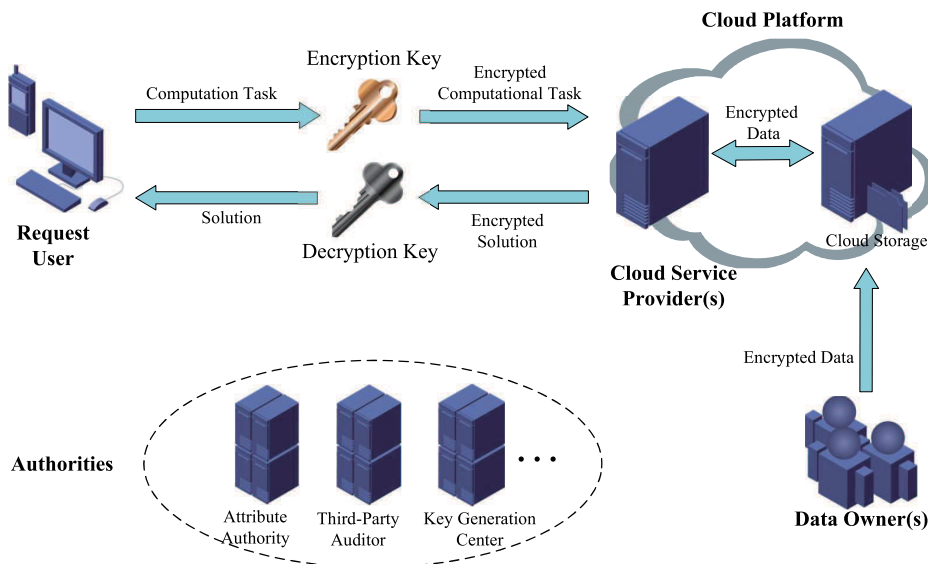 Cloud Platform
Encryption Key
Computation Task
Encrypted
Computational Task
Encrypted
Data
Solution
Encrypted
Solution
Decryption Key
Request
User
Cloud Storage
Cloud Service
Provider(s)
Encrypted Data
Authorities
Attribute
Authority
Third-Party
Auditor
Key Generation
Center
...
Data Owner(s)